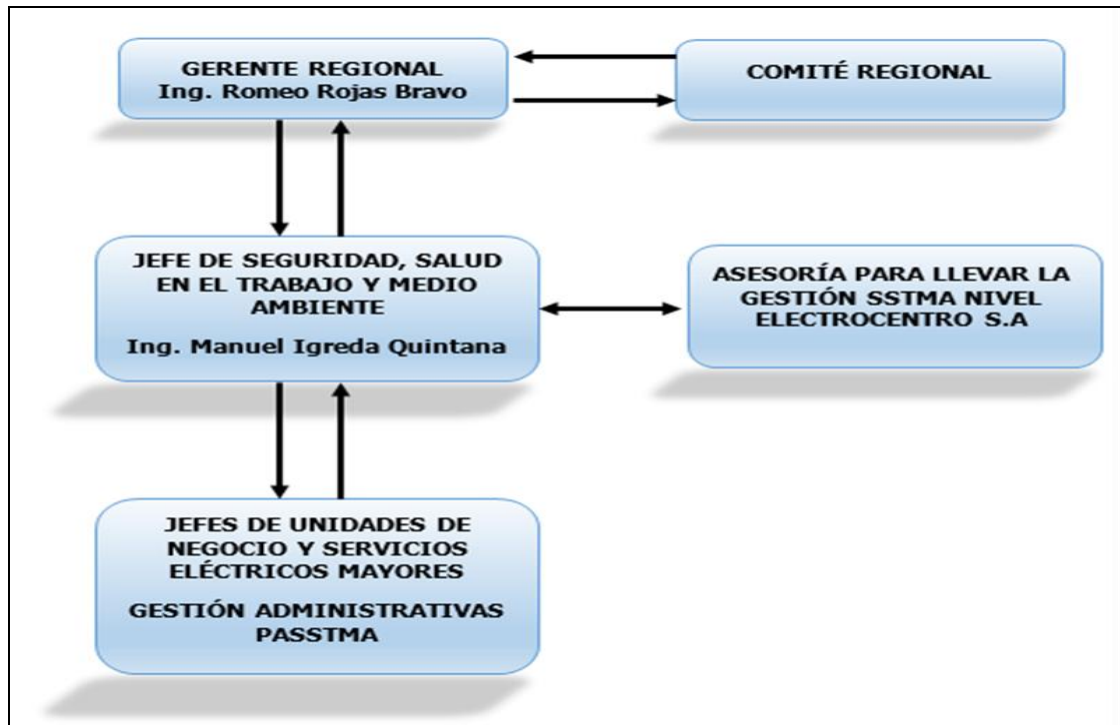 GERENTE REGIONAL
Ing. Romeo Rojas Bravo
COMITÉ REGIONAL
JEFE DE SEGURIDAD, SALUD
EN EL TRABAJO Y MEDIO
AMBIENTE
Ing. Manuel Igreda Quintana
ASESORÍA PARA LLEVAR LA
GESTIÓN SSTMA NIVEL
ELECTROCENTRO S.A
JEFES DE UNIDADES DE
NEGOCIO Y SERVICIOS
ELÉCTRICOS MAYORES
GESTIÓN ADMINISTRATIVAS
PASSTMA